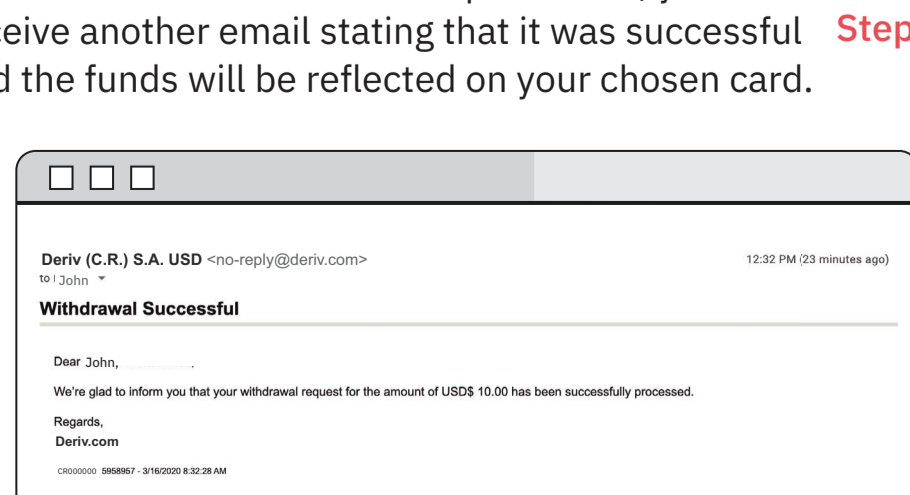 ceive another email stating that it was successful
Step
d the funds will be reflected on your chosen card.
Deriv (C.R.) S.A. USD <no-reply@deriv.com>
12:32 PM (23 minutes ago)
to John
Withdrawal Successful
Dear John,
We're glad to inform you that your withdrawal request for the amount of USD$ 10.00 has been successfully processed.
Regards,
Deriv.com
CR000000 5958957 - 3/16/2020 8:32:28 AM